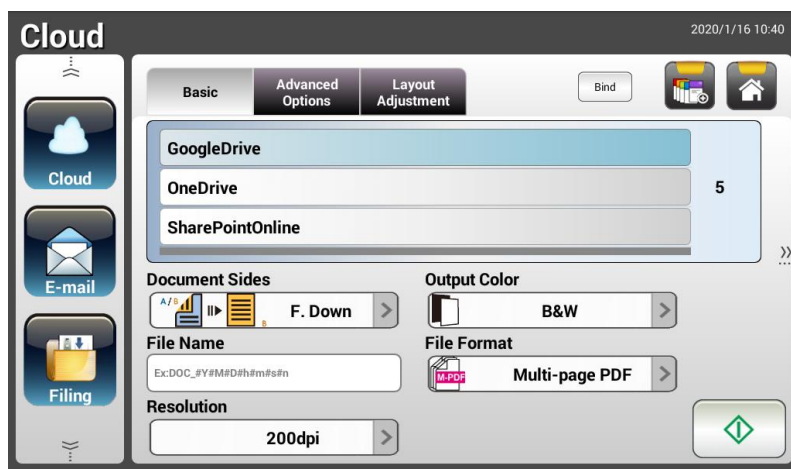 Cloud
2020/1/16 10:40
Basic
Advanced
Options
Layout
Adjustment
Bind
Cloud
E-mail
Filing
GoogleDrive
OneDrive
SharePointOnline
5
Document Sides
A/B
B
F. Down
Output Color
B&W
File Name
Ex:DOC_#Y#M#D#h#m#s#n
File Format
M-PDF
Multi-page PDF
Resolution
200dpi